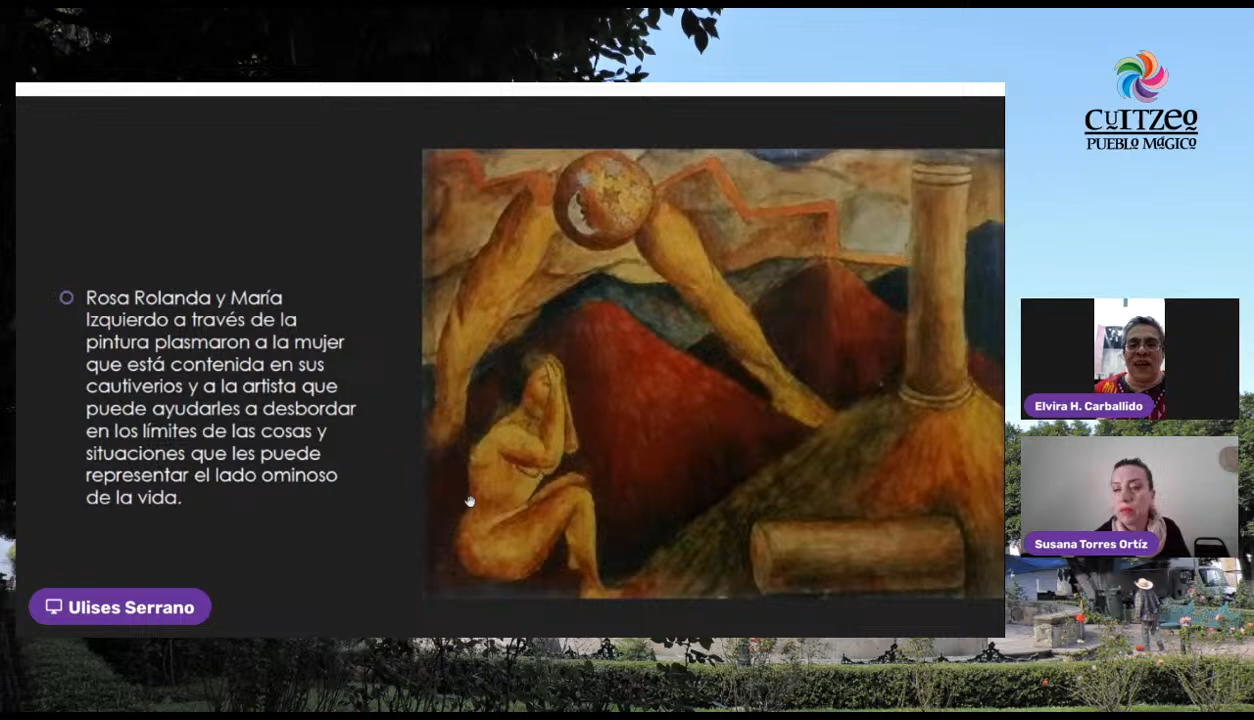 Rosa Rolanda y María
Izquierdo a través de la
pintura plasmaron a la mujer
que está contenida en sus
cautiverios y a la artista que
puede ayudarles a desbordar
en los límites de las cosas y
situaciones que les puede
representar el lado ominoso
de la vida.
Ulises Serrano
CUITZEO
PUEBLO MÁGICO
Elvira H. Carballido
Susana Torres Ortíz